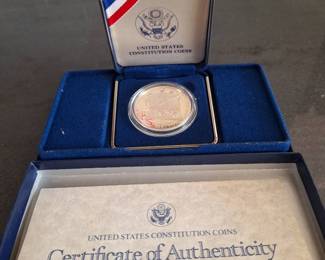 UNITED STATES
CONSTITUTION COINS
UNITED STATES CONSTITUTION COINS
Certificate of Authenticity